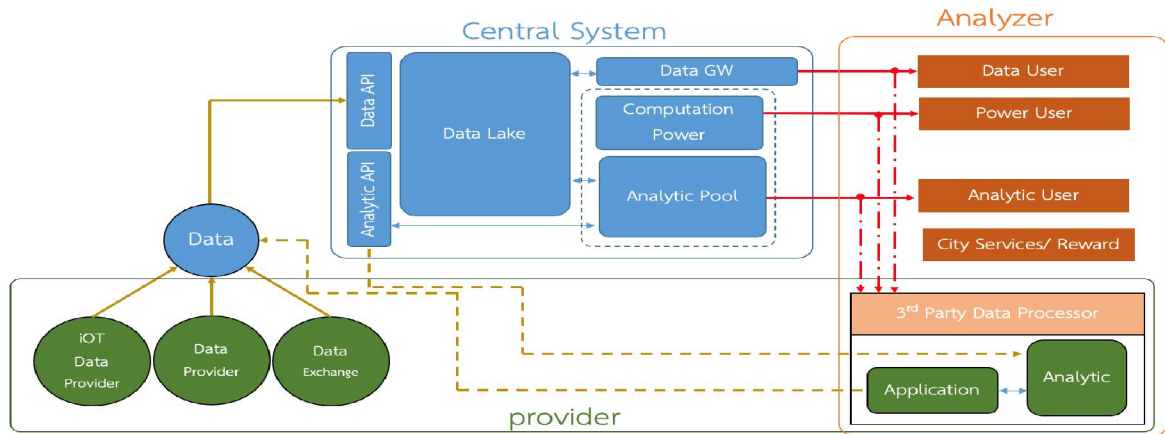 Analyzer
Central System
Data API
Analytic API
Data Lake
Data GW
Computation
Power
Analytic Pool
Data User
Power User
Analytic User
City Services/ Reward
Data
iOT
Data
Provider
Data
Provider
Data
Exchange
3rd Party Data Processor
Application
Analytic
provider